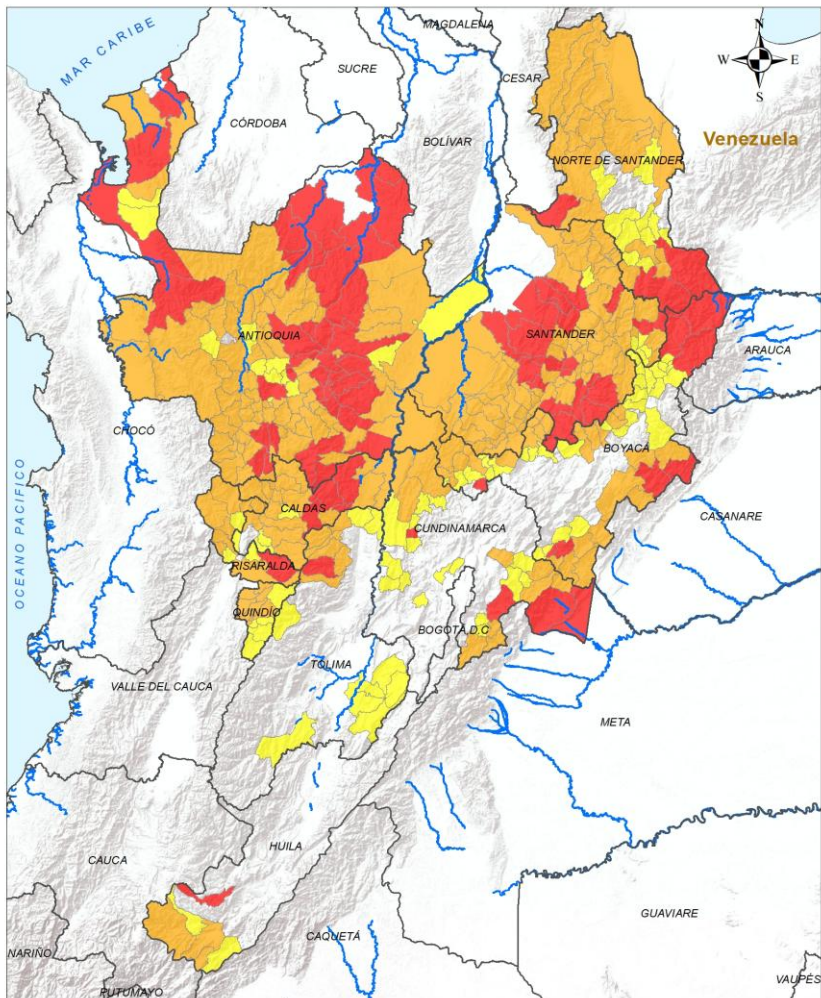 MAGDALENA
N
MAR CARIBE
SUCRE
W
E
CESAR
S
CÓRDOBA
BOLÍVAR
Venezuela
NORTE DE SANTANDER
ANTIOQUIA
SANTANDER
ARAUCA
CHOCÓ
BOYACÁ
OCEANO PACIFICO
CALDAS
CASANARE
CUNDINAMARCA
RISARALDA
QUINDÍO
BOGOTÁ, D.C
TOLIMA
VALLE DEL CAUCA
META
HUILA
CAUCA
GUAVIARE
CAQUETÁ
NARIÑO
VAUPÉS
PUTUMAYO